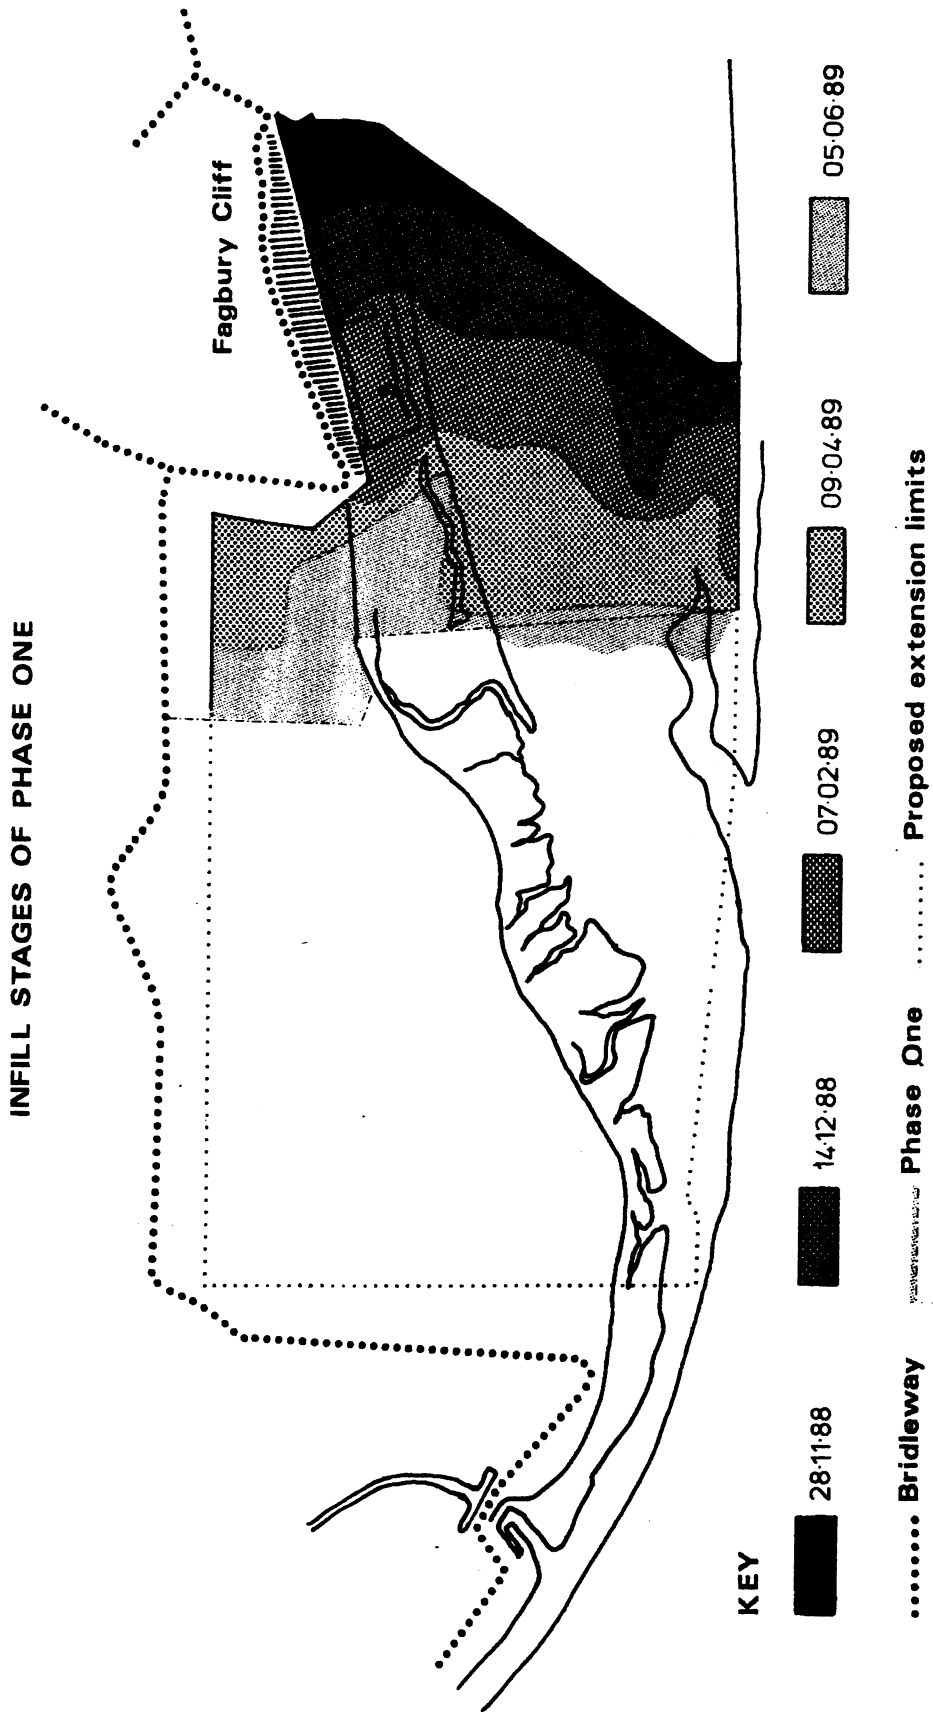 INFILL STAGES OF PHASE ONE
Fagbury Cliff
KEY
28·11·88 14·12·88 07·02·89 09·04·89 05·06·89
Bridleway Phase One Proposed extension limits